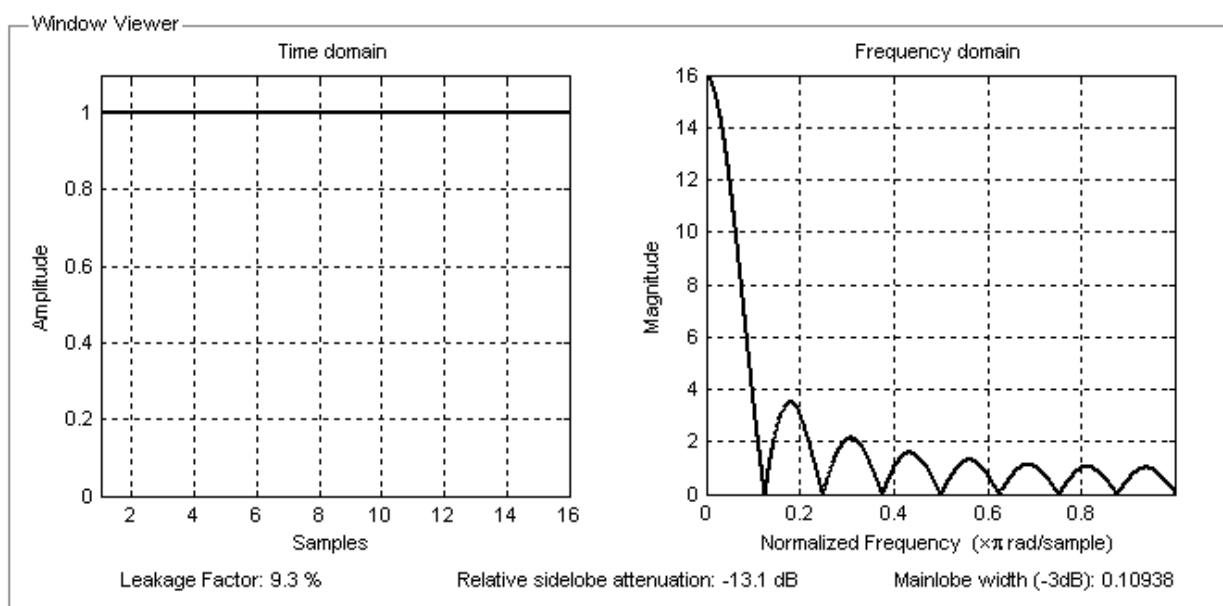 Window Viewer
Time domain
1
0.8
0.6
0.4
0.2
0
Amplitude
2 4 6 8 10 12 14 16
Samples
Frequency domain
16
14
12
10
8
6
4
2
0
Magnitude
0 0.2 0.4 0.6 0.8
Normalized Frequency (×π rad/sample)
Leakage Factor: 9.3 %
Relative sidelobe attenuation: -13.1 dB
Mainlobe width (-3dB): 0.10938